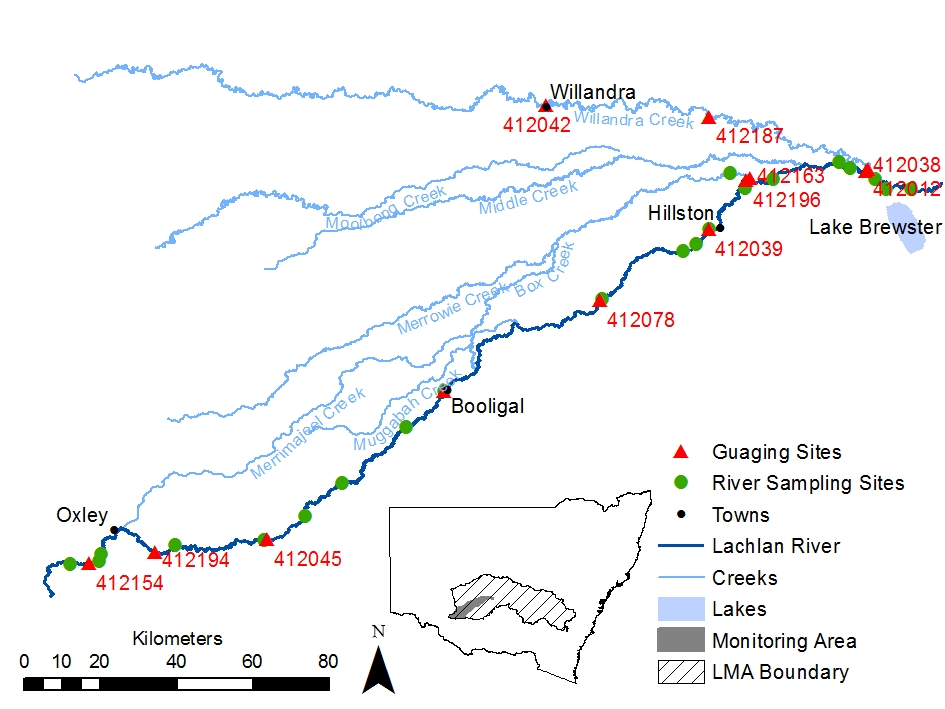 Willandra
412042
Willandra Creek
412187
412038
412163
412012
412196
Moolbong Creek
Middle Creek
Hillston
Lake Brewster
412039
Box Creek
Merrowie Creek
412078
Merrimajeel Creek
Muggabah Creek
Booligal
Oxley
412194
412045
412154
Guaging Sites
River Sampling Sites
Towns
Lachlan River
Creeks
Lakes
Monitoring Area
LMA Boundary
Kilometers
0 10 20 40 60 80
N